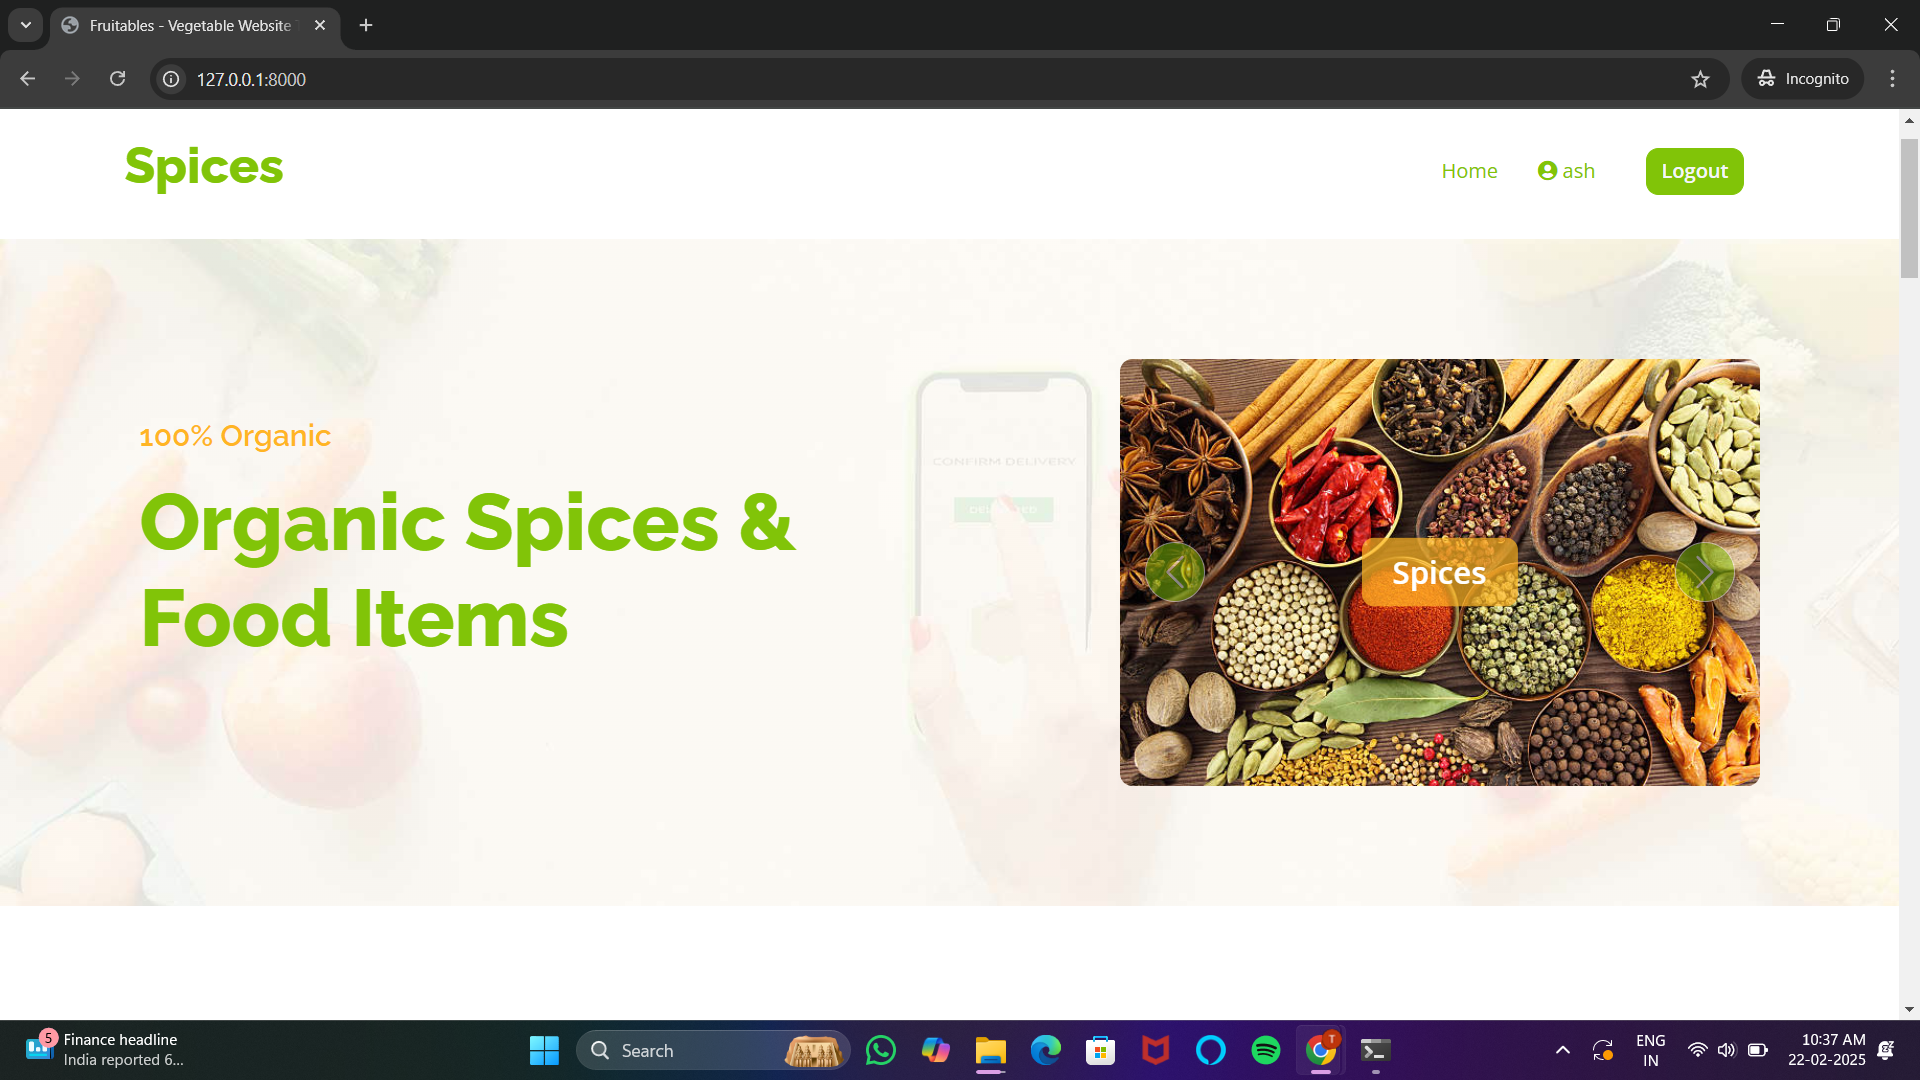 Fruitables - Vegetable Website
127.0.0.1:8000
Incognito
Spices
Home
ash
Logout
100% Organic
Organic Spices &
Food Items
CONFIRM DELIVERY
Spices
5
Finance headline
India reported 6...
Search
T
ENG
IN
10:37 AM
22-02-2025